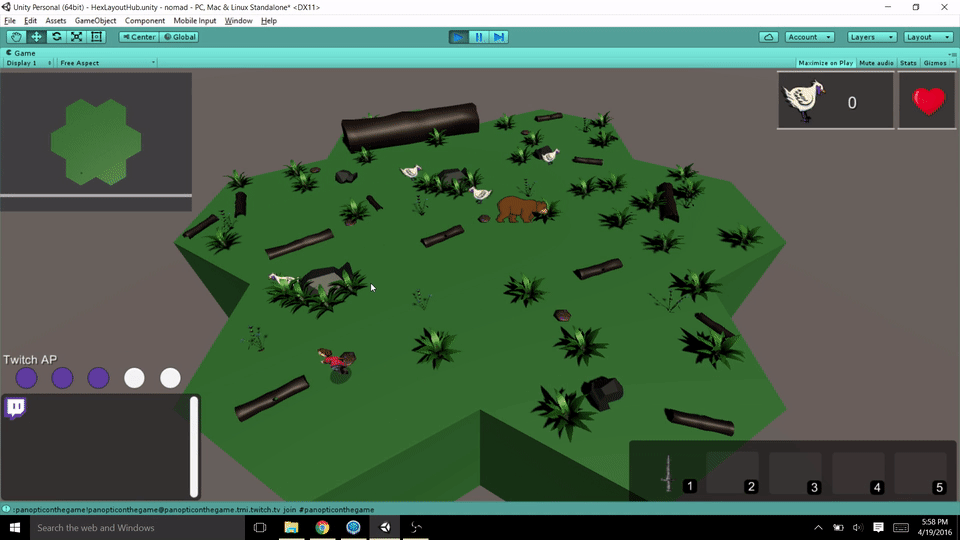 Unity Personal (64bit) - HexLayoutHub.unity - nomad - PC, Mac & Linux Standalone* <DX11>
File Edit Assets GameObject Component Mobile Input Window Help
Center Global Account Layers Layout
Game
Display 1 Free Aspect Maximize on Play Mute audio Stats Gizmos
0
Twitch AP
1 2 3 4 5
:panopticonthegame!panopticonthegame@panopticonthegame.tmi.twitch.tv join #panopticonthegame
Search the web and Windows
5:58 PM
4/19/2016